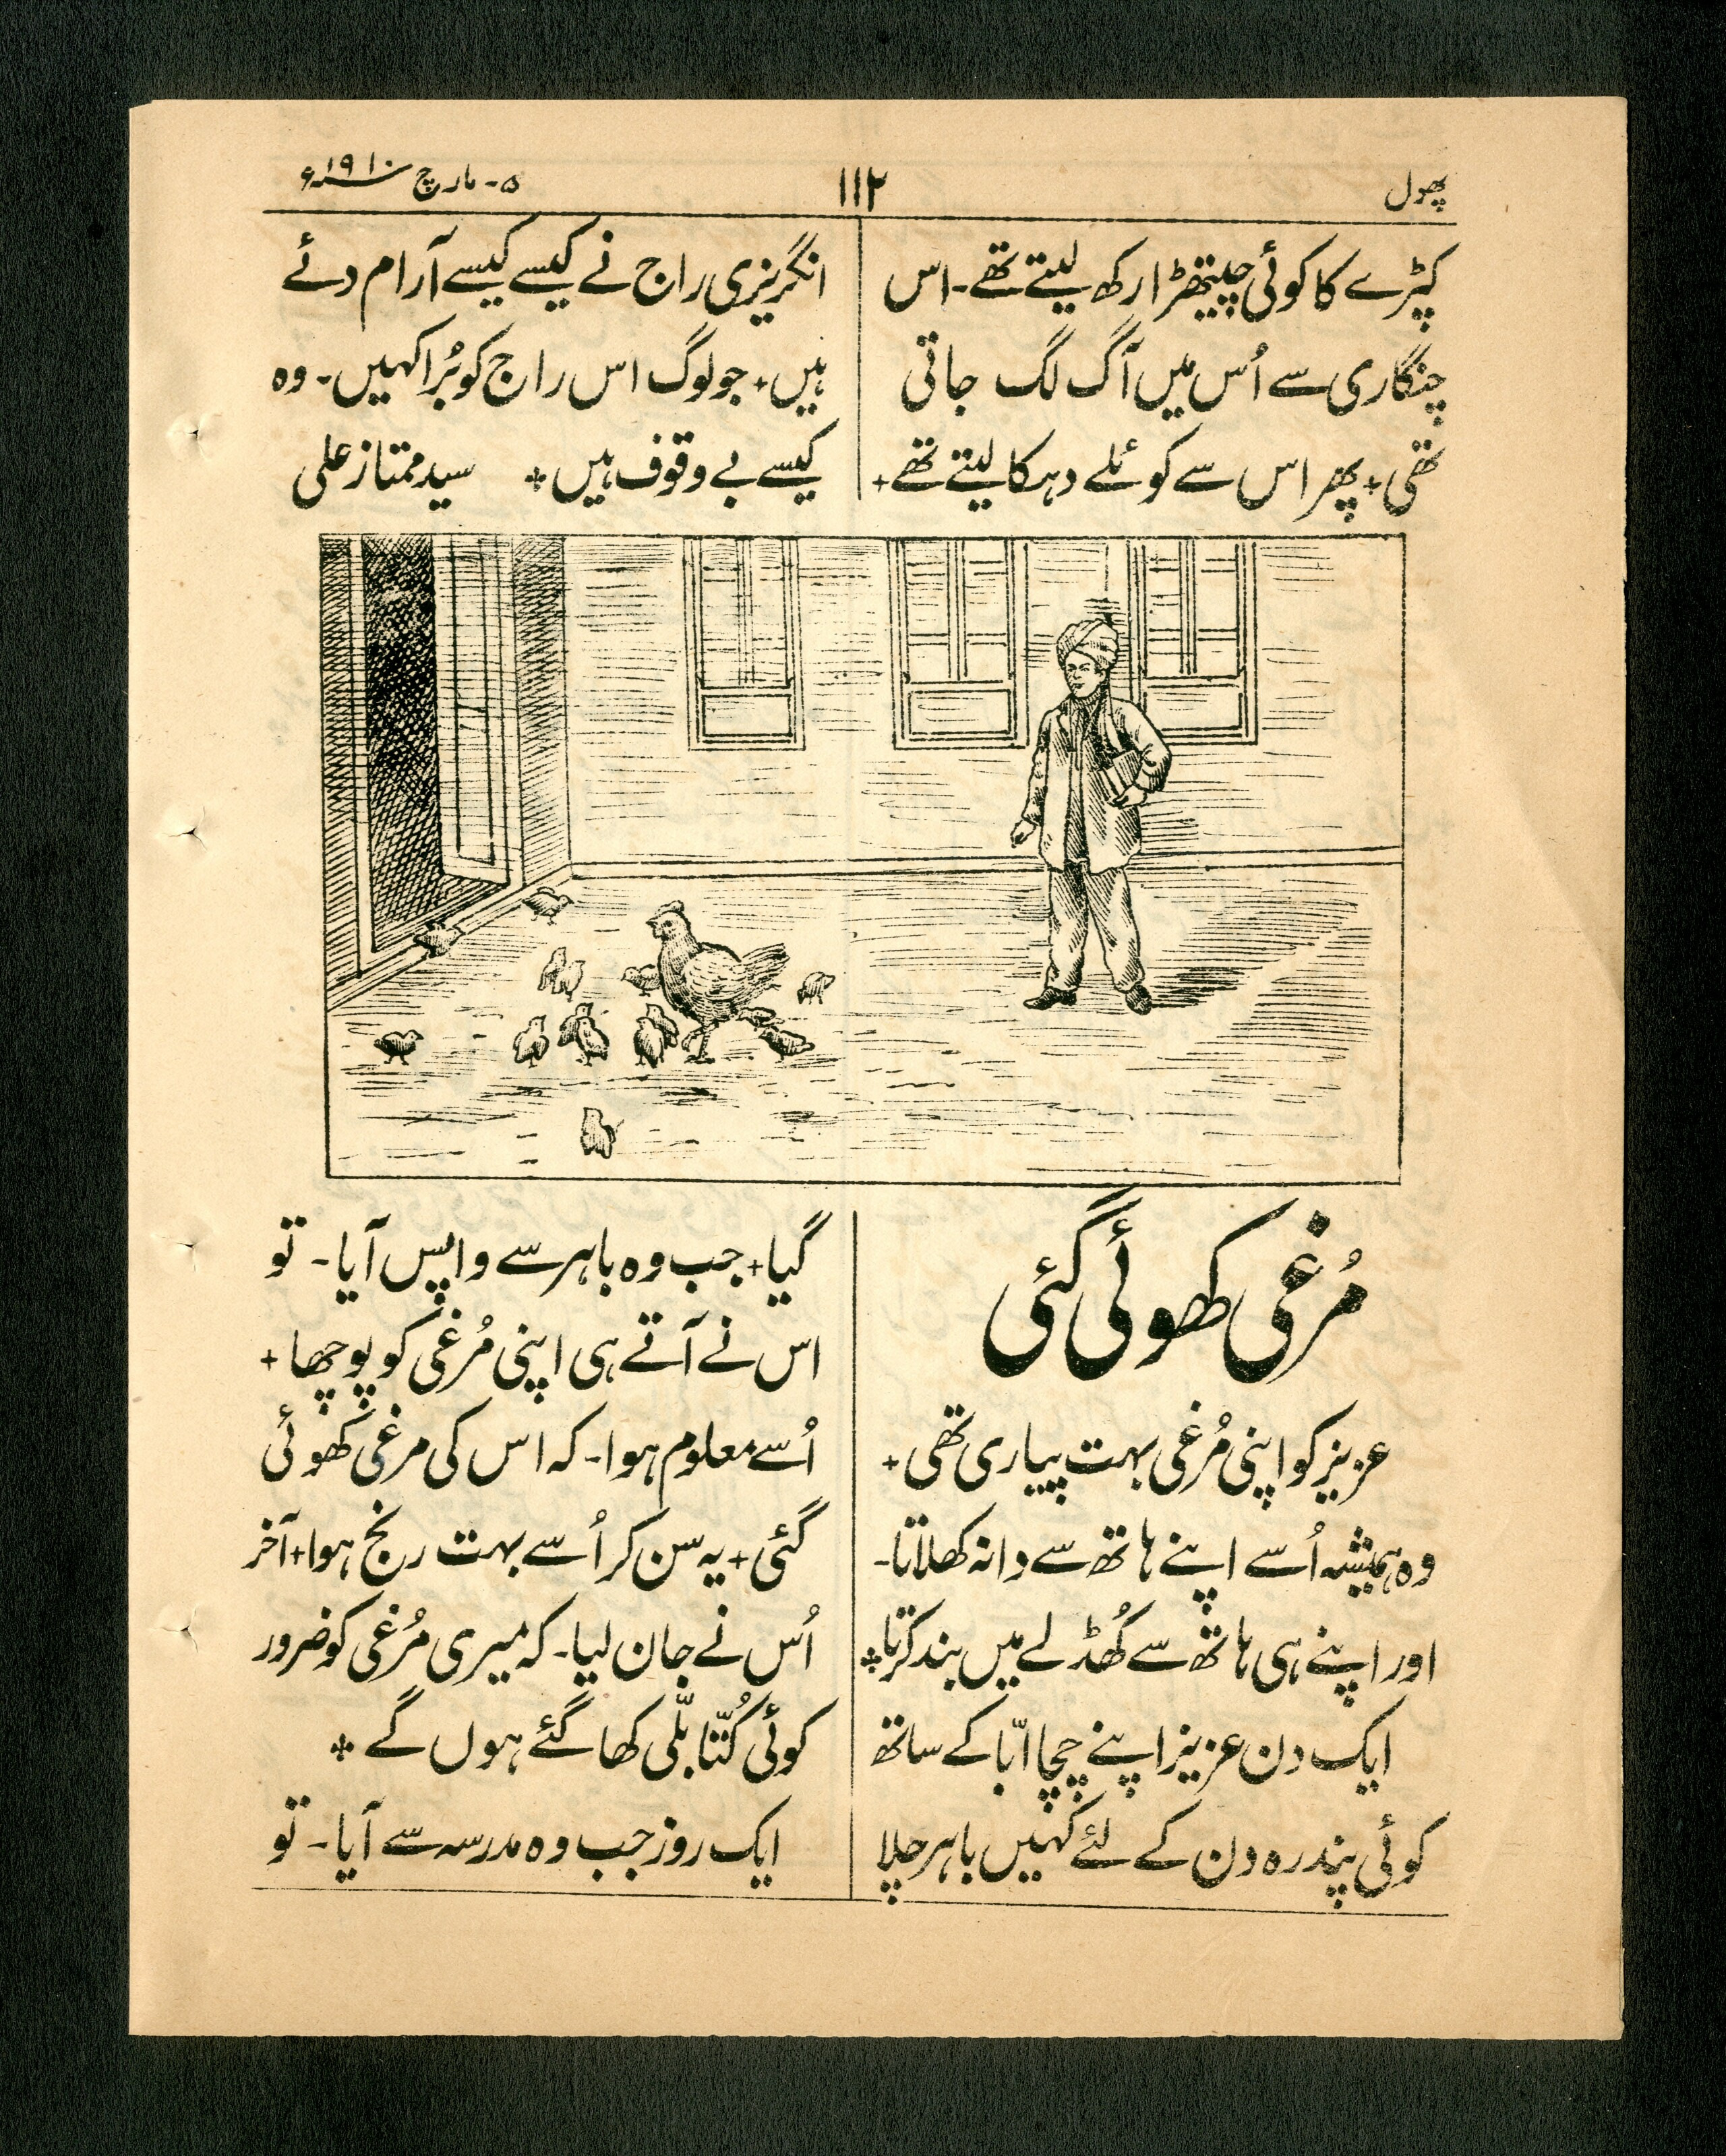 پھول
۱۱۲
۵- مارچ ۱۹۱۰ء
کپڑے کا کوئی چیتھڑا رکھ لیتے تھے۔ اس
چنگاری سے اُس میں آگ لگ جاتی
تھی + پھر اس سے کوئلے دہکا لیتے تھے +
انگریزی راج نے کیسے کیسے آرام دئے
ہیں + جو لوگ اس راج کو بُرا کہیں۔ وہ
کیسے بے وقوف ہیں + سید ممتاز علی
مُرغی کھوئی گئی
عزیز کو اپنی مُرغی بہت پیاری تھی +
وہ ہمیشہ اُسے اپنے ہاتھ سے دانہ کھلاتا۔
اور اپنے ہی ہاتھ سے کُھڈلے میں بند کرتا +
ایک دن عزیز اپنے چچا ابّا کے ساتھ
کوئی پندرہ دن کے لئے کہیں باہر چلا
گیا + جب وہ باہر سے واپس آیا۔ تو
اس نے آتے ہی اپنی مُرغی کو پوچھا +
اُسے معلوم ہوا۔ کہ اس کی مرغی کھوئی
گئی + یہ سن کر اُسے بہت رنج ہوا + آخر
اُس نے جان لیا۔ کہ میری مُرغی کو ضرور
کوئی کُتّا بلّی کھا گئے ہوں گے +
ایک روز جب وہ مدرسہ سے آیا۔ تو